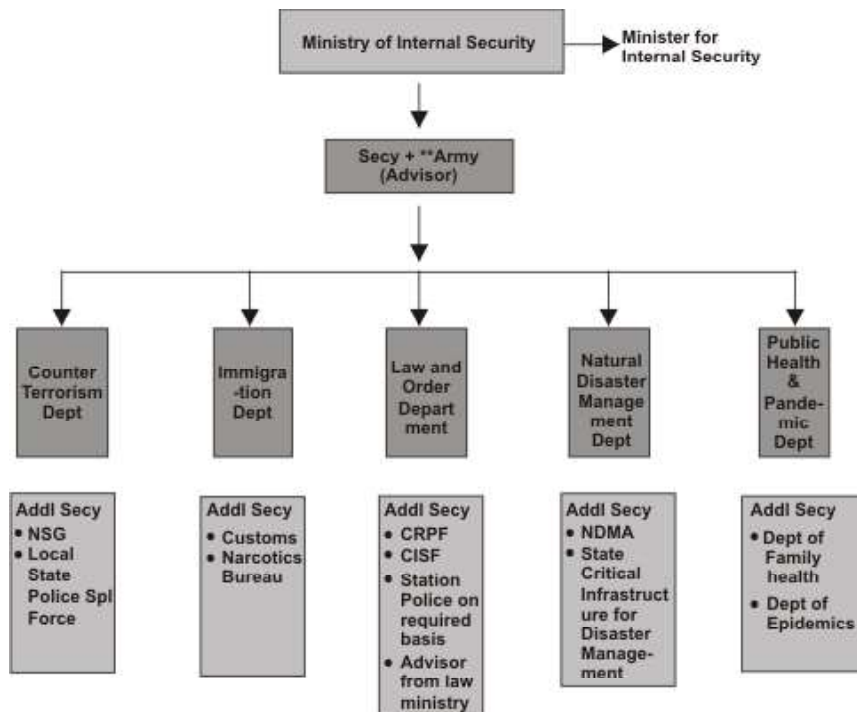 Ministry of Internal Security
Minister for
Internal Security
Secy + **Army
(Advisor)
Counter
Terrorism
Dept
Immigra
-tion
Dept
Law and
Order
Depart
ment
Natural
Disaster
Manage
ment
Dept
Public
Health
&
Pande-
mic
Dept
Addl Secy
● NSG
● Local
State
Police Spl
Force
Addl Secy
● Customs
● Narcotics
Bureau
Addl Secy
● CRPF
● CISF
● Station
Police on
required
basis
● Advisor
from law
ministry
Addl Secy
● NDMA
● State
Critical
Infrastruct
ure for
Disaster
Manage-
ment
Addl Secy
● Dept of
Family
health
● Dept of
Epidemics